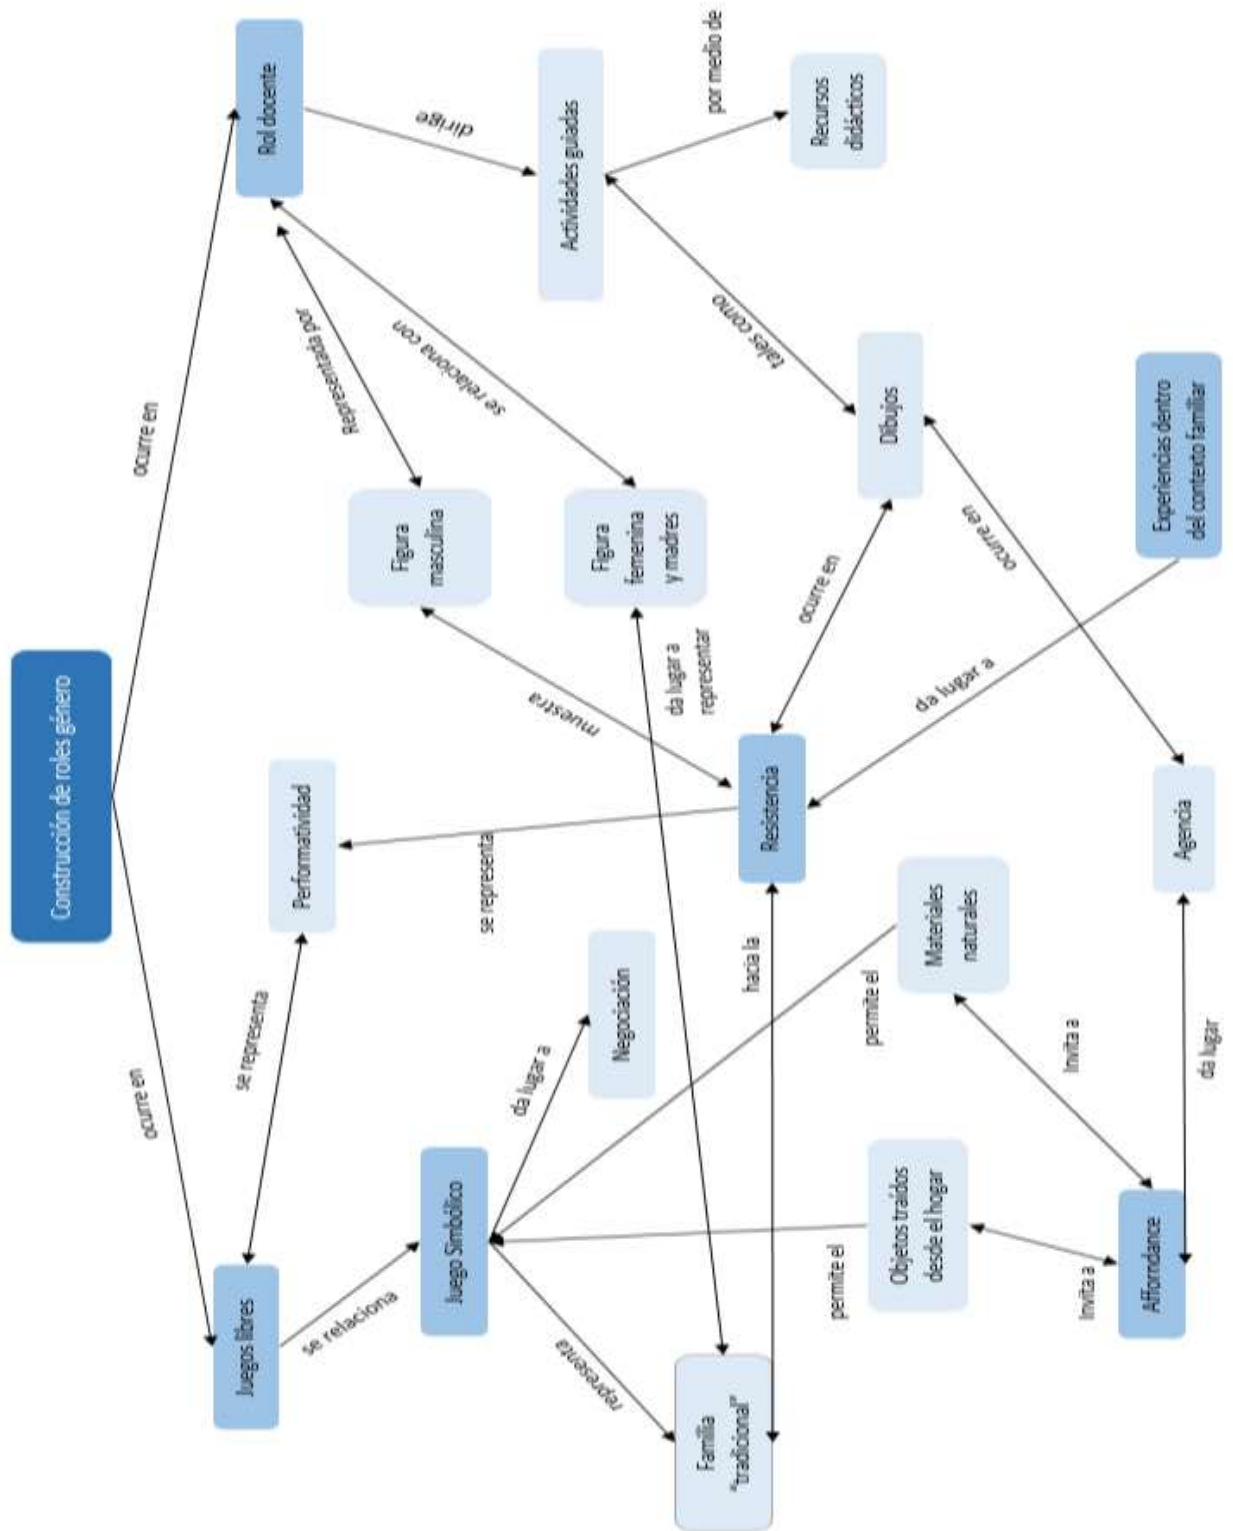 Construcción de roles género
ocurre en
ocurre en
Juegos libres
se representa
Performatividad
Rol docente
se relaciona
Juego Simbólico
da lugar a
Negociación
se representa
Representada por
se relaciona con
dirige
Figura
masculina
Figura
femenina
y madres
Actividades guiadas
por medio de
Recursos
didácticos
tales como
Dibujos
muestra
da lugar a
representar
ocurre en
representa
Familia
"tradicional"
hacia la
Resistencia
permite el
permite el
Objetos traídos
desde el hogar
Materiales
naturales
da lugar a
ocurre en
Experiencias dentro
del contexto familiar
Invita a
Invita a
Afforndance
da lugar
Agencia